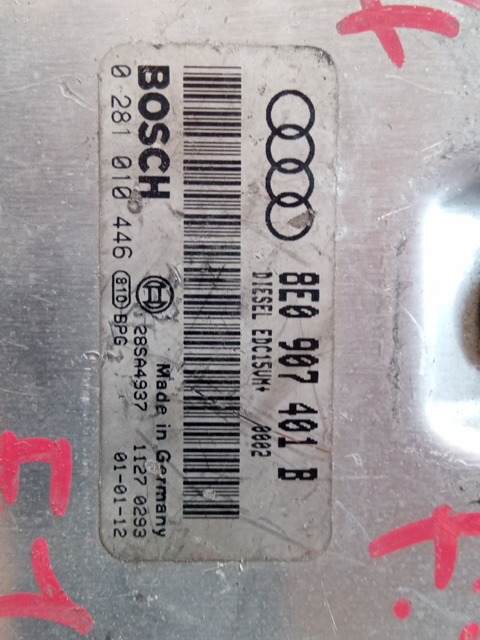 8E0 907 401 B
DIESEL EDC15VM+ 0002
BOSCH
Made in Germany
0 281 010 446 81D BPG 28SA4937 1127 0293
01-01-12